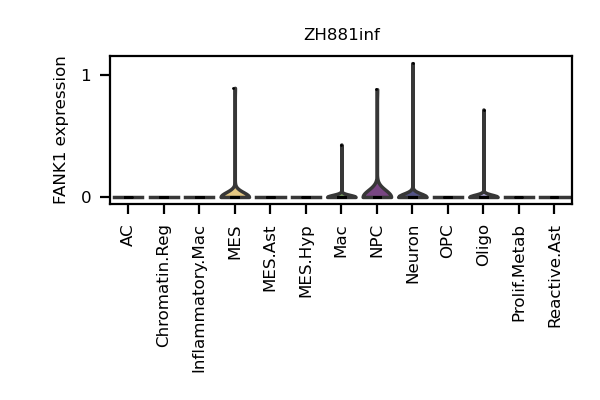 ZH881inf
FANK1 expression
1
0
AC
Chromatin.Reg
Inflammatory.Mac
MES
MES.Ast
MES.Hyp
Mac
NPC
Neuron
OPC
Oligo
Prolif.Metab
Reactive.Ast